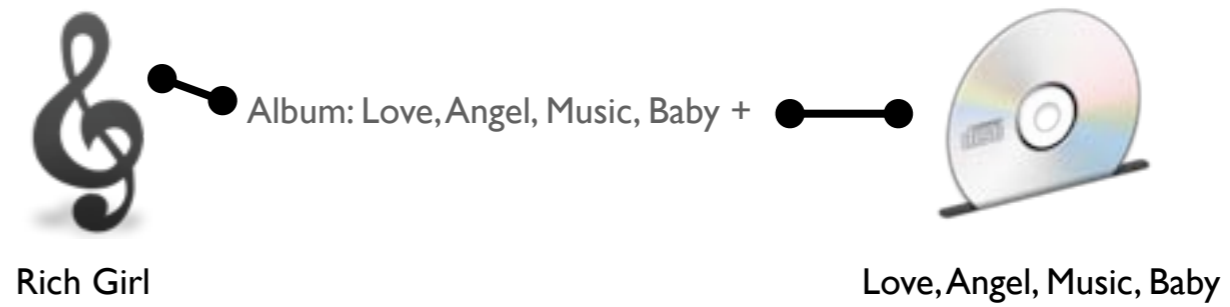 Album: Love, Angel, Music, Baby +
Rich Girl
Love, Angel, Music, Baby